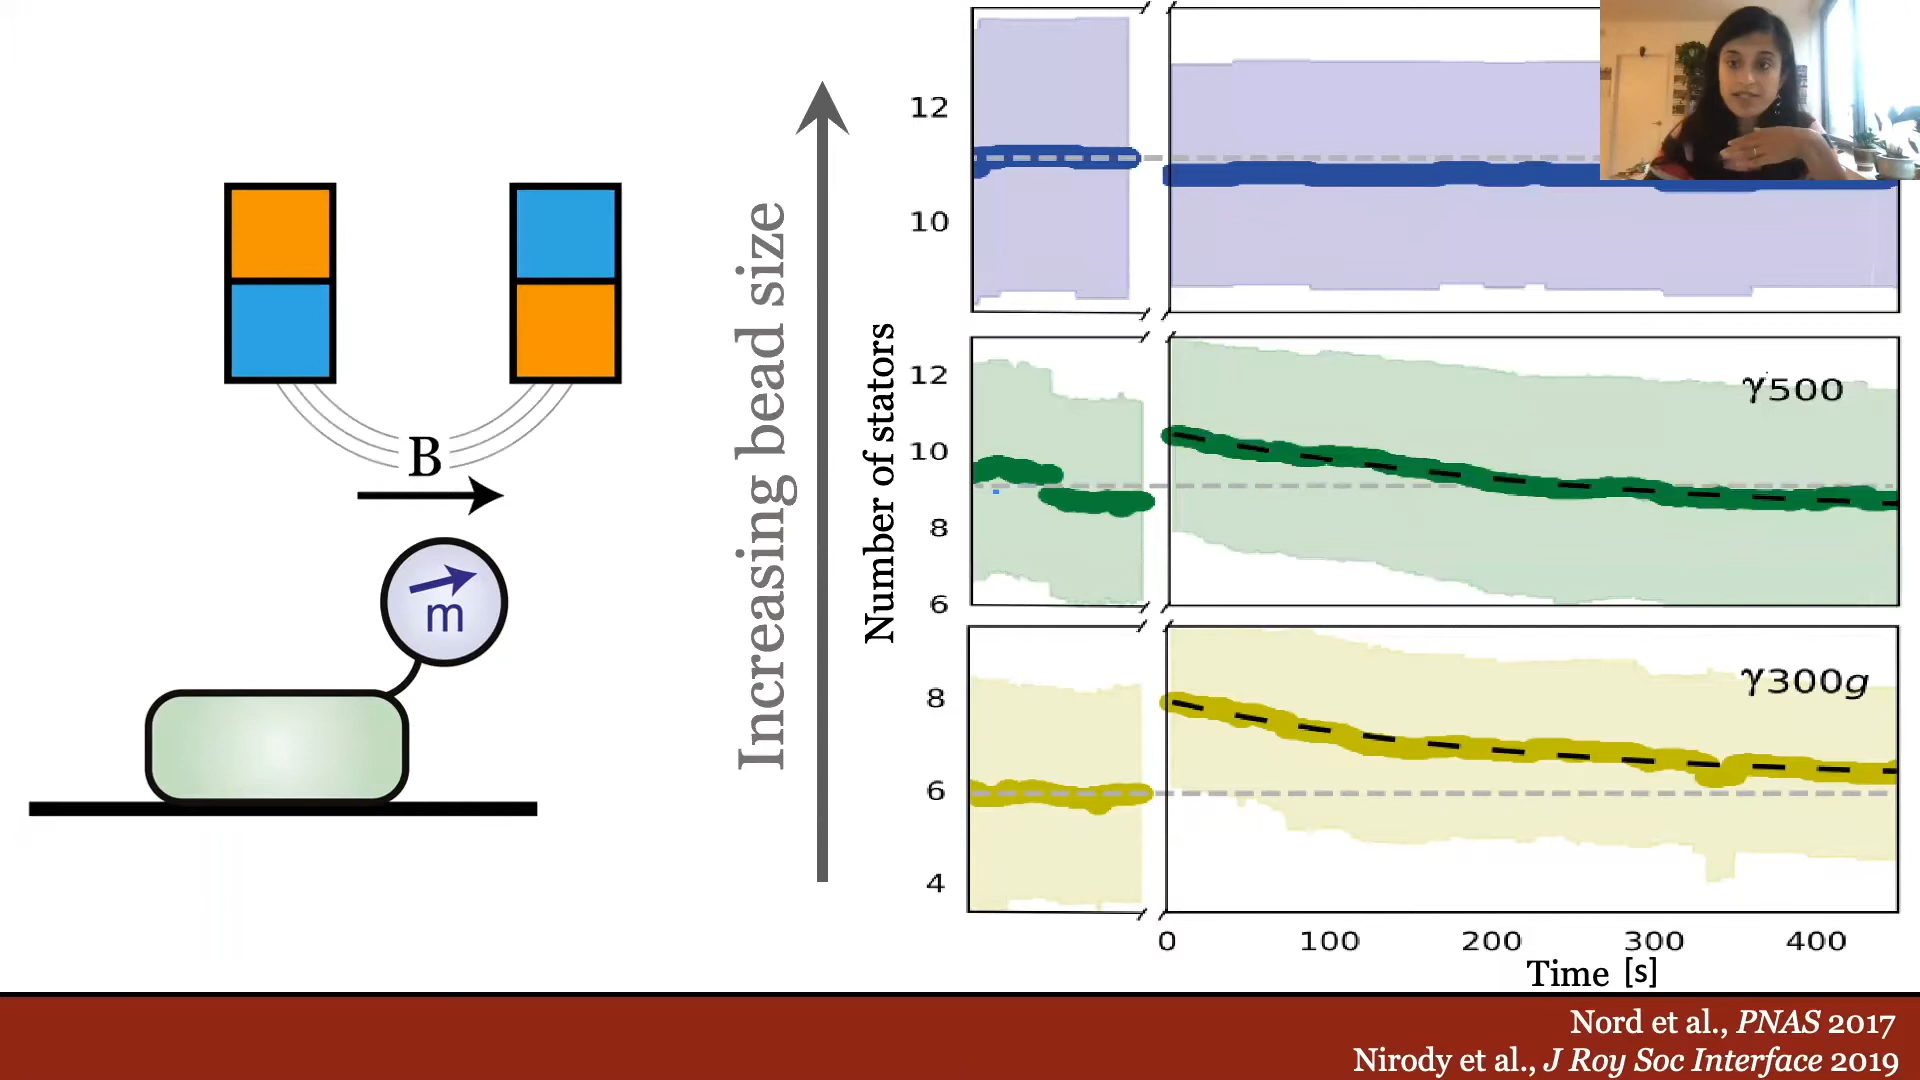 B
m
Increasing bead size
Number of stators
12
10
12
10
8
6
γ500
8
6
4
γ300g
0 100 200 300 400
Time [s]
Nord et al., PNAS 2017
Nirody et al., J Roy Soc Interface 2019